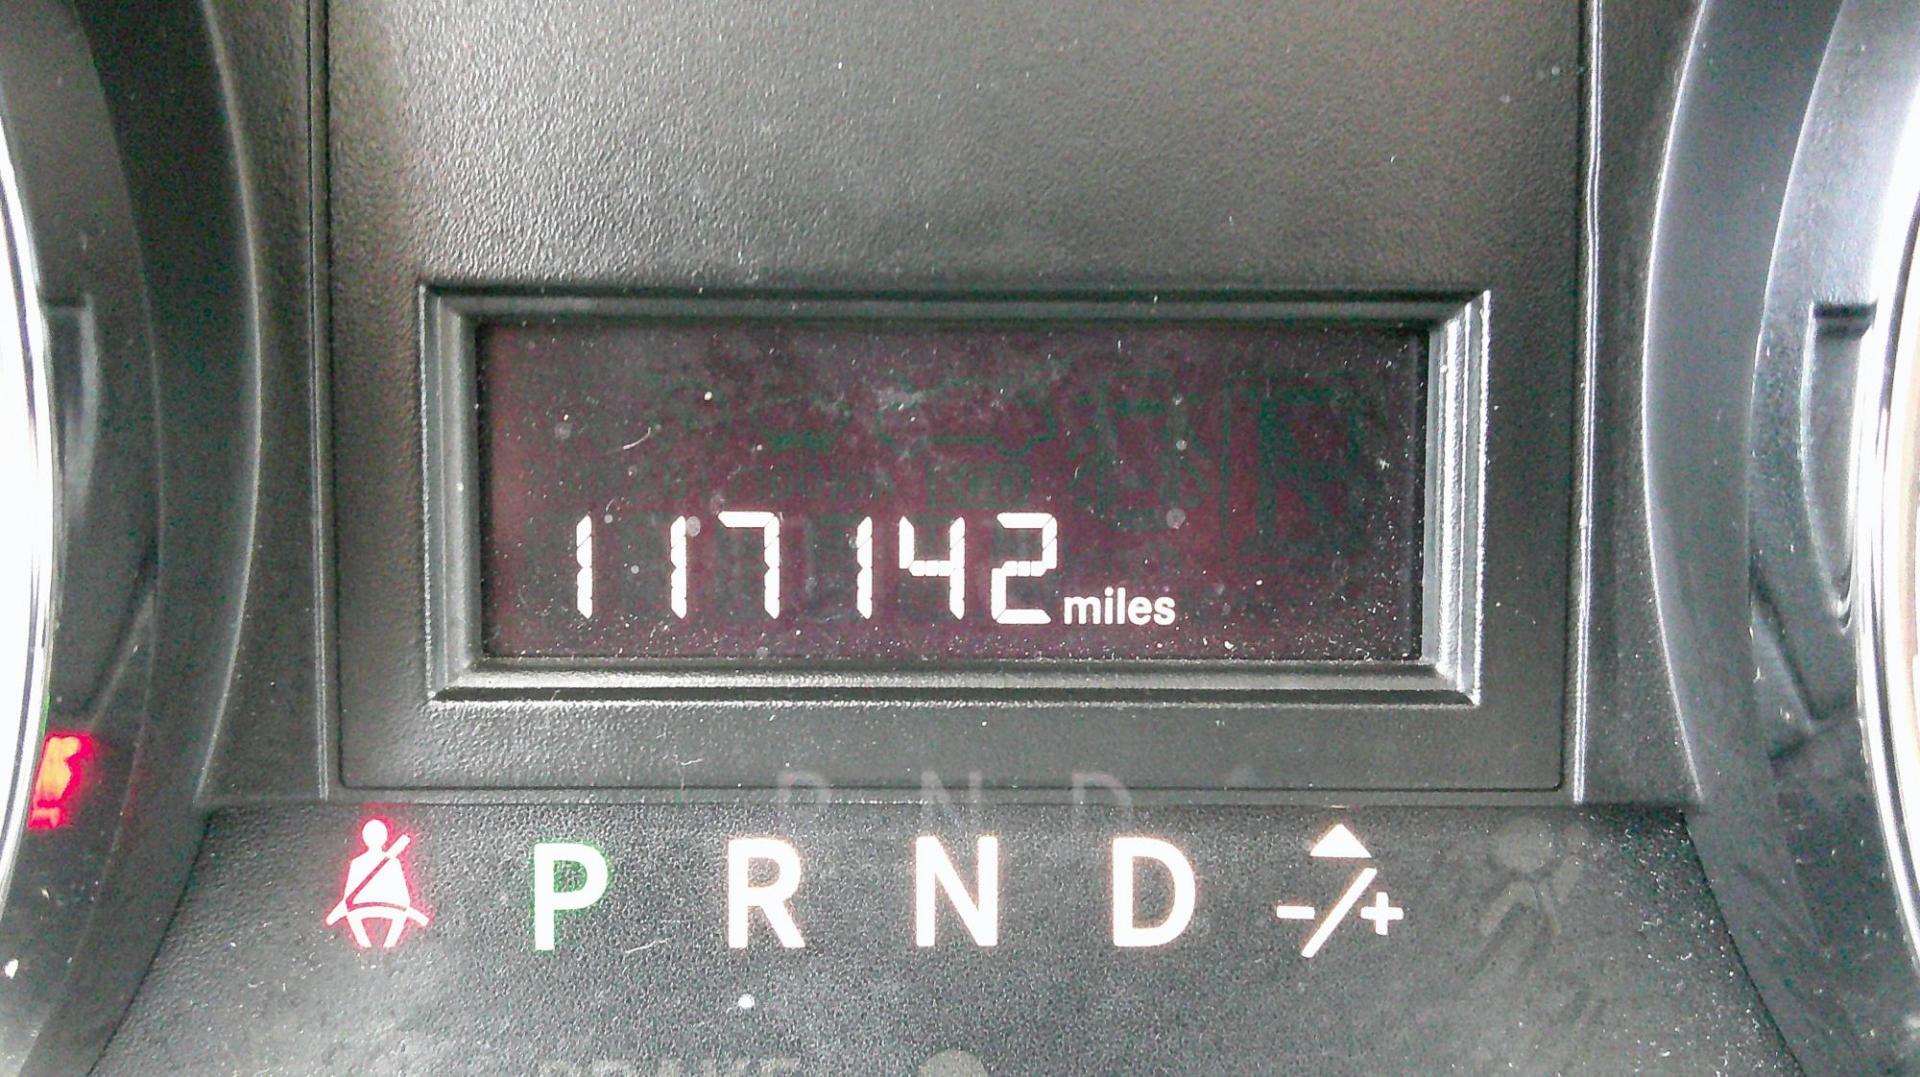 117142 miles
P R N D -/+